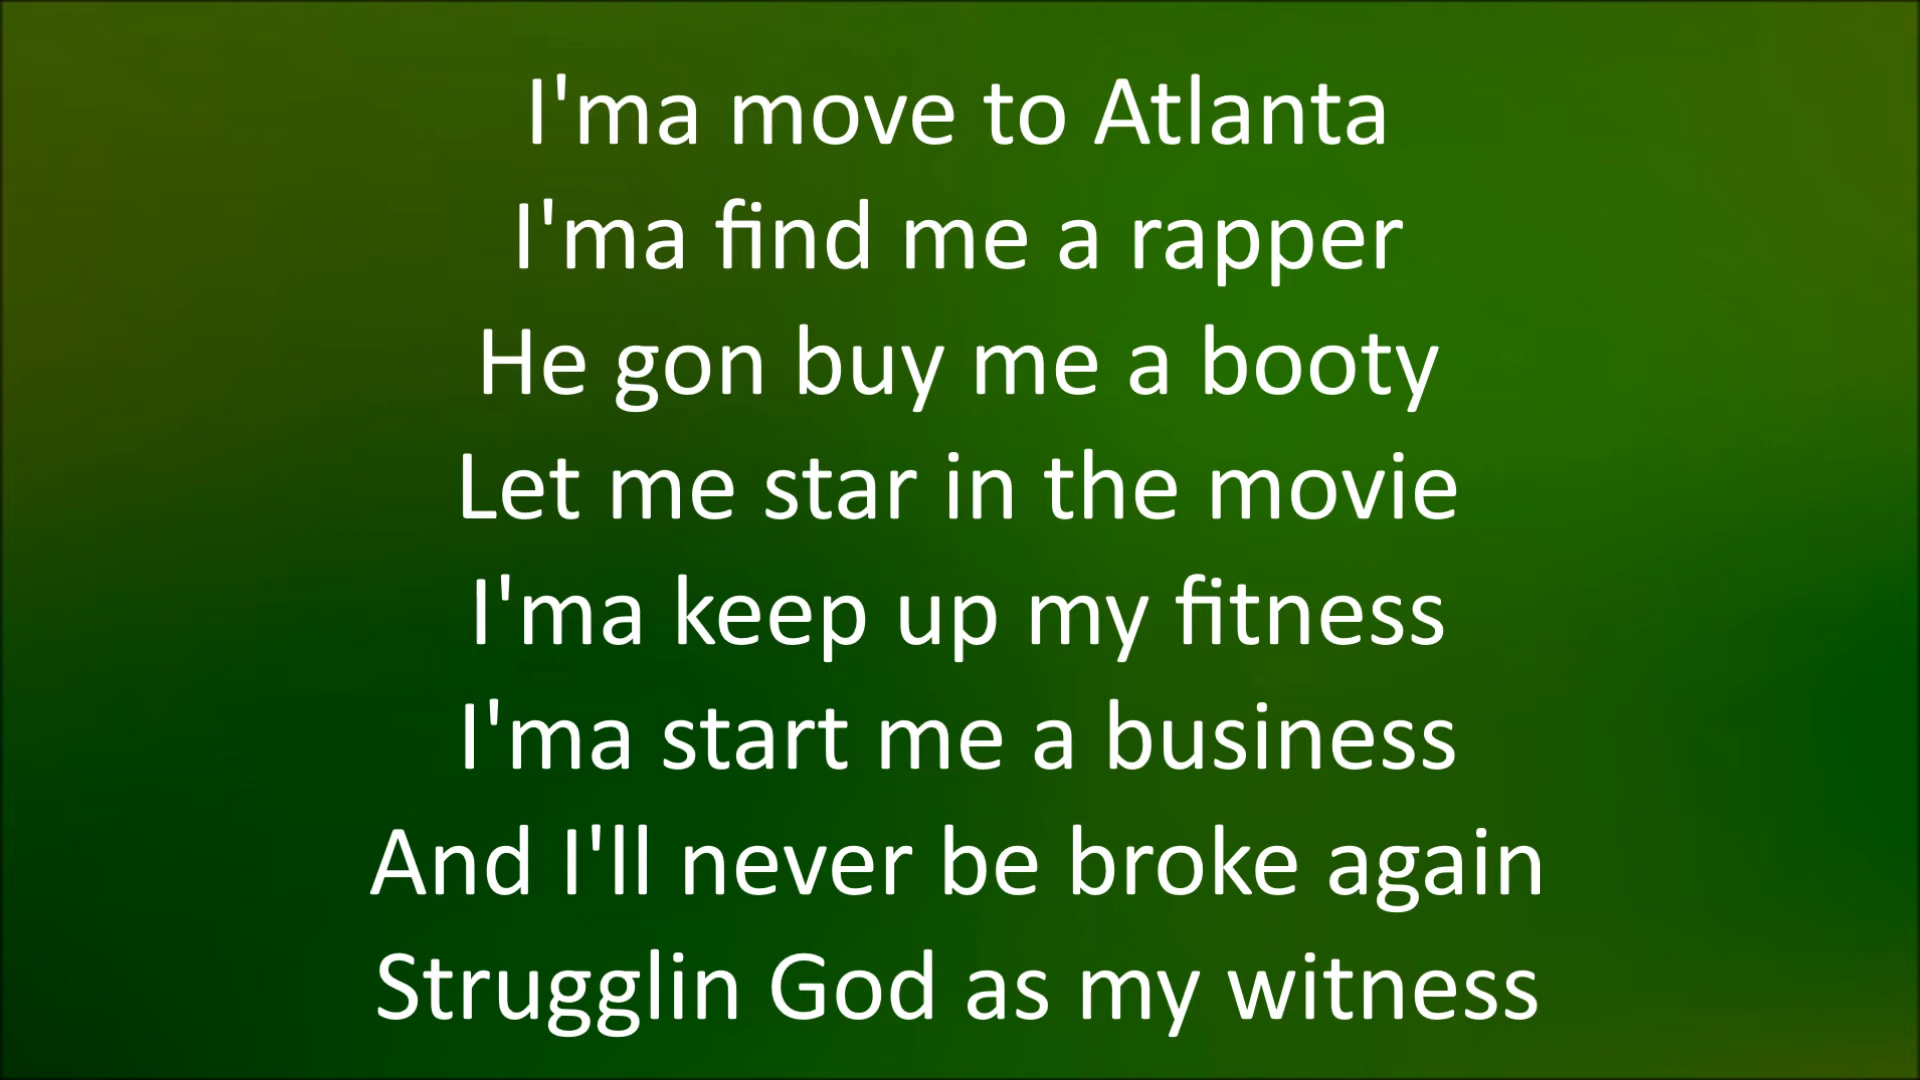 I'ma move to Atlanta
I'ma find me a rapper
He gon buy me a booty
Let me star in the movie
I'ma keep up my fitness
I'ma start me a business
And I'll never be broke again
Strugglin God as my witness